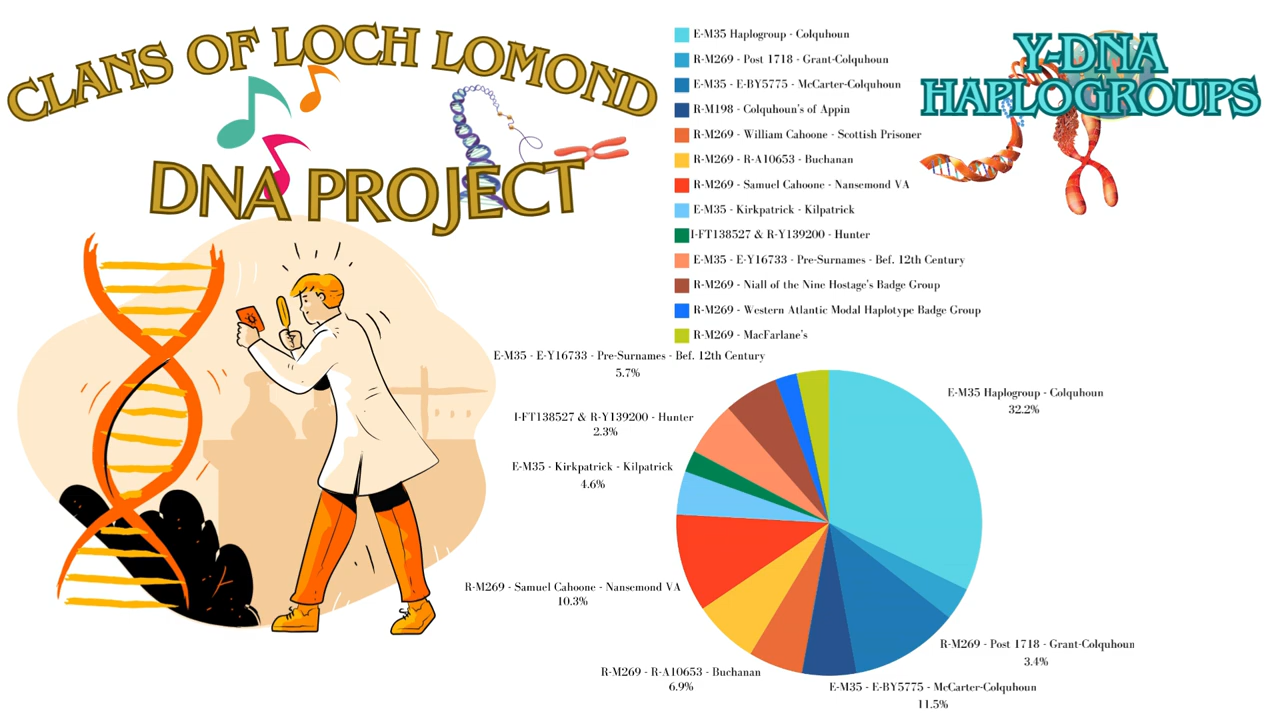 CLANS OF LOCH LOMOND
DNA PROJECT
Y-DNA
HAPLOGROUPS
E-M35 Haplogroup - Colquhoun
R-M269 - Post 1718 - Grant-Colquhoun
E-M35 - E-BY5775 - McCarter-Colquhoun
R-M198 - Colquhoun's of Appin
R-M269 - William Cahoone - Scottish Prisoner
R-M269 - R-A10653 - Buchanan
R-M269 - Samuel Cahoone - Nansemond VA
E-M35 - Kirkpatrick - Kilpatrick
I-FT138527 & R-Y139200 - Hunter
E-M35 - E-Y16733 - Pre-Surnames - Bef. 12th Century
R-M269 - Niall of the Nine Hostage's Badge Group
R-M269 - Western Atlantic Modal Haplotype Badge Group
R-M269 - MacFarlane's
E-M35 - E-Y16733 - Pre-Surnames - Bef. 12th Century
5.7%
E-M35 Haplogroup - Colquhoun
32.2%
I-FT138527 & R-Y139200 - Hunter
2.3%
E-M35 - Kirkpatrick - Kilpatrick
4.6%
R-M269 - Samuel Cahoone - Nansemond VA
10.3%
R-M269 - Post 1718 - Grant-Colquhoun
3.4%
R-M269 - R-A10653 - Buchanan
6.9%
E-M35 - E-BY5775 - McCarter-Colquhoun
11.5%